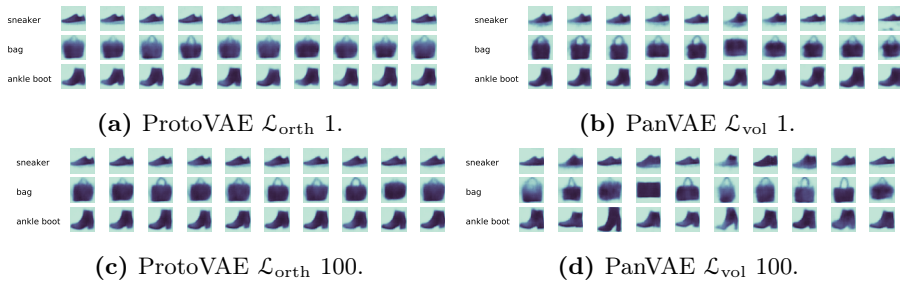 sneaker
bag
ankle boot
(a) ProtoVAE ℒorth 1.
sneaker
bag
ankle boot
(b) PanVAE ℒvol 1.
sneaker
bag
ankle boot
(c) ProtoVAE ℒorth 100.
sneaker
bag
ankle boot
(d) PanVAE ℒvol 100.